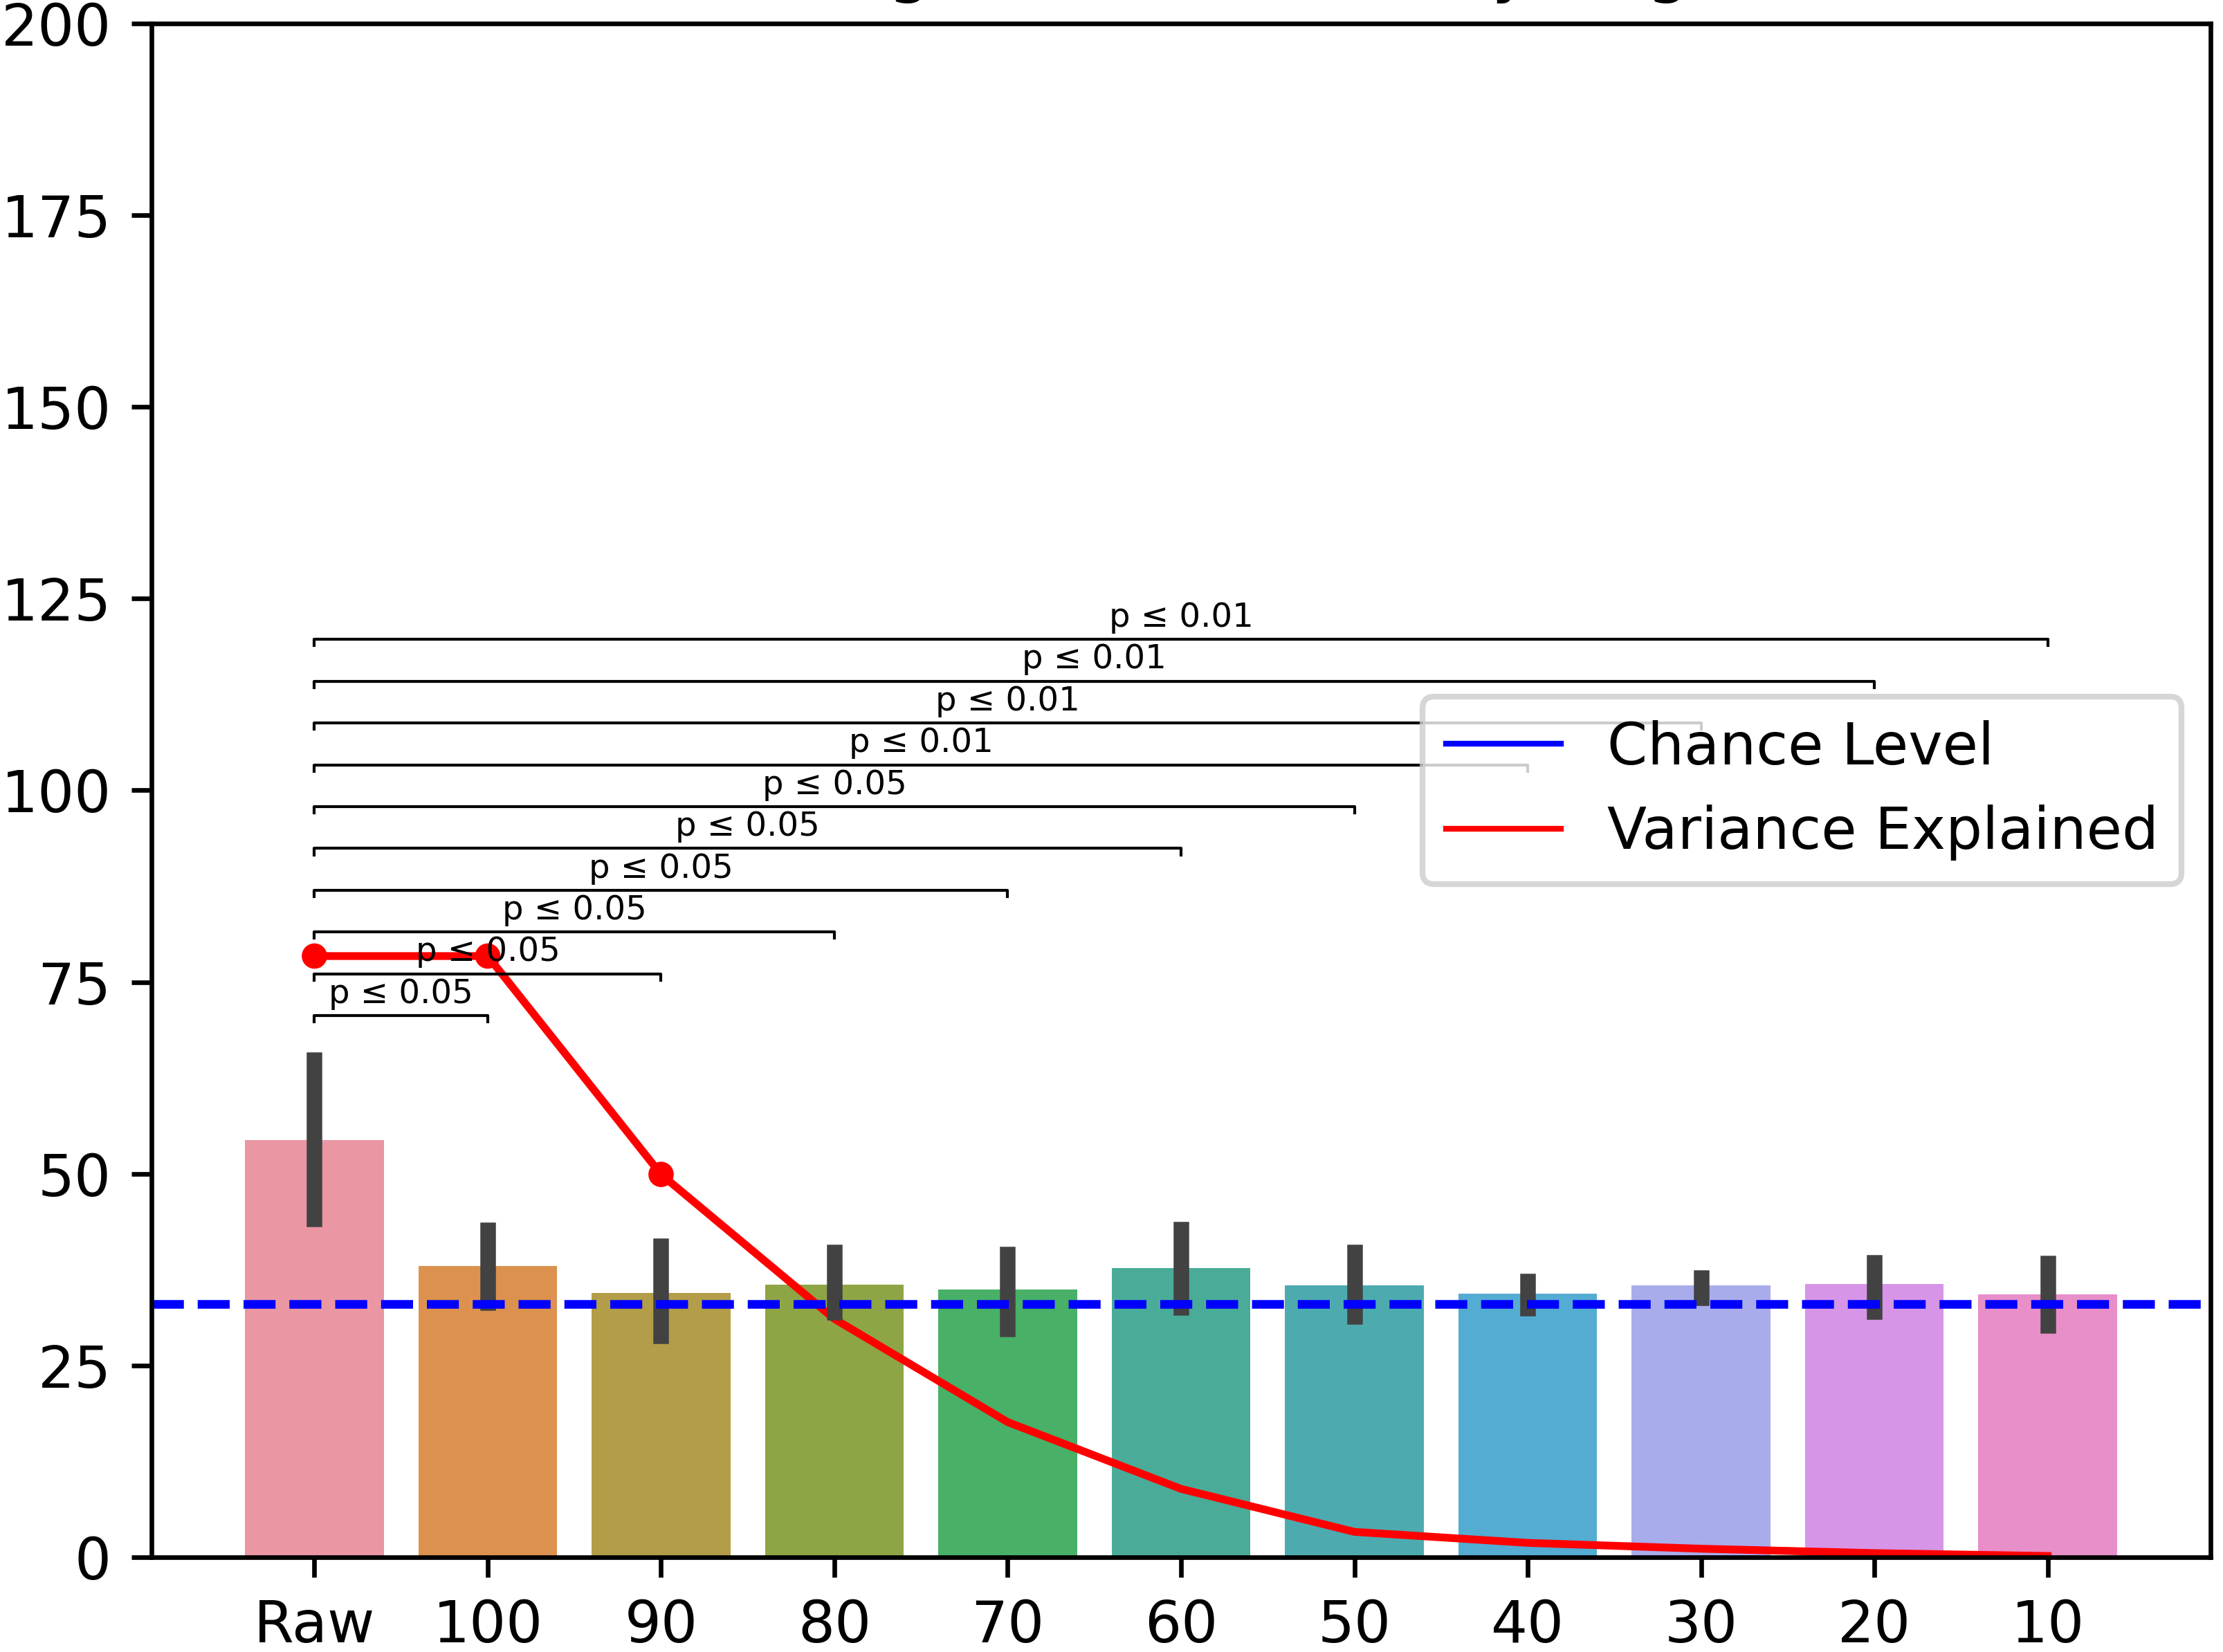 200
175
150
125
100
75
50
25
0
p ≤ 0.01
p ≤ 0.01
p ≤ 0.01
p ≤ 0.01
p ≤ 0.05
p ≤ 0.05
p ≤ 0.05
p ≤ 0.05
p ≤ 0.05
p ≤ 0.05
Chance Level
Variance Explained
Raw 100 90 80 70 60 50 40 30 20 10